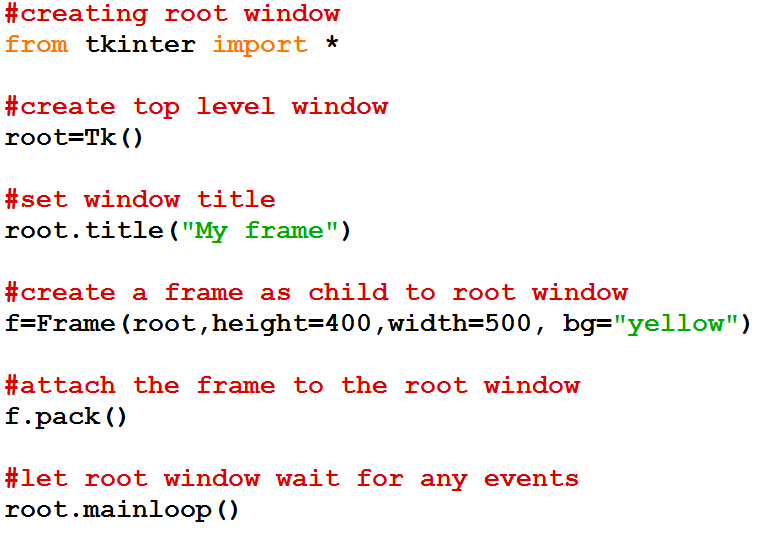 #creating root window
from tkinter import *
#create top level window
root=Tk()
#set window title
root.title("My frame")
#create a frame as child to root window
f=Frame(root,height=400,width=500, bg="yellow")
#attach the frame to the root window
f.pack()
#let root window wait for any events
root.mainloop()